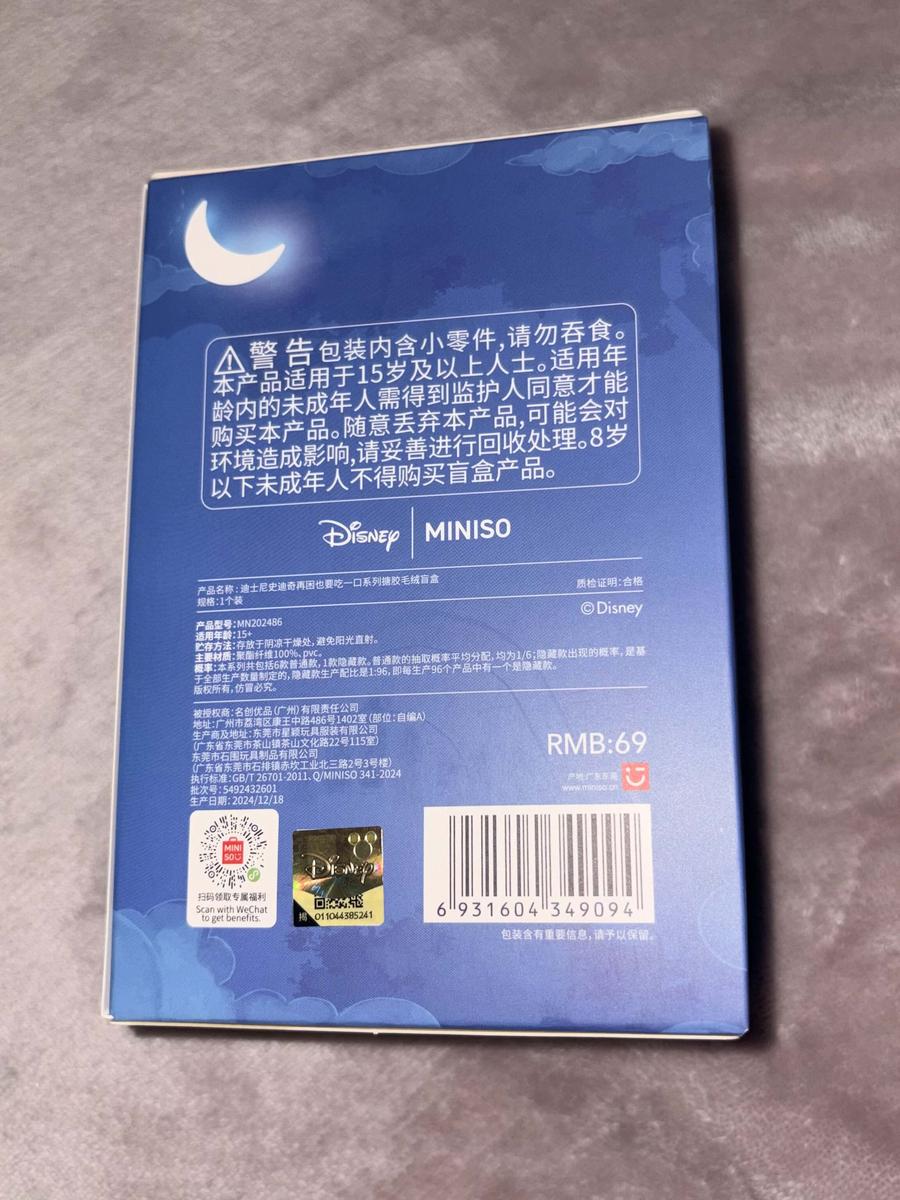 警告 包装内含小零件,请勿吞食。
本产品适用于15岁及以上人士。适用年
龄内的未成年人需得到监护人同意才能
购买本产品。随意丢弃本产品,可能会对
环境造成影响,请妥善进行回收处理。8岁
以下未成年人不得购买盲盒产品。
Disney | MINISO
产品名称:迪士尼史迪奇再困也要吃一口系列搪胶毛绒盲盒
规格:1个装
质检证明:合格
产品型号:MN202486
©Disney
适用年龄:15+
贮存方法:存放于阴凉干燥处,避免阳光直射。
主要材质:聚酯纤维100%、pvc。
概率:本系列共包括6款普通款,1款隐藏款。普通款的抽取概率平均分配,均为1/6;隐藏款出现的概率,是基
于全部生产数量制定的,隐藏款生产配比是1:96,即每生产96个产品中有一个是隐藏款。
版权所有,仿冒必究。
被授权商:名创优品(广州)有限责任公司
地址:广州市荔湾区康王中路486号1402室(部位:自编A)
生产商及地址:东莞市星颖玩具服装有限公司
(广东省东莞市茶山镇茶山文化路22号115室)
东莞市石围玩具制品有限公司
(广东省东莞市石排镇赤坎工业北三路2号3号楼)
执行标准:GB/T 26701-2011、Q/MINISO 341-2024
批次号:5492432601
生产日期:2024/12/18
RMB:69
产地:广东东莞
www.miniso.cn
MINI
SO
扫码领取专属福利
Scan with WeChat
to get benefits.
Disney
揭 011044385241
6 931604 349094
包装含有重要信息,请予以保留。